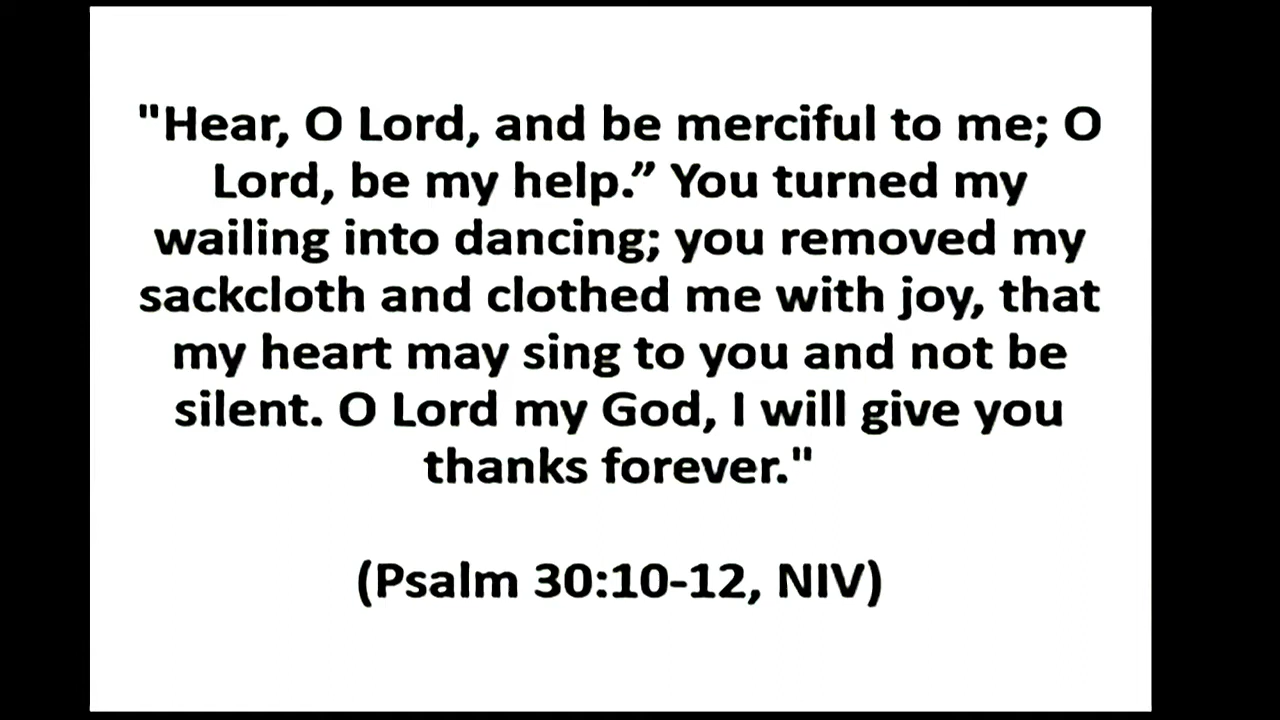 "Hear, O Lord, and be merciful to me; O
Lord, be my help.” You turned my
wailing into dancing; you removed my
sackcloth and clothed me with joy, that
my heart may sing to you and not be
silent. O Lord my God, I will give you
thanks forever."
(Psalm 30:10-12, NIV)